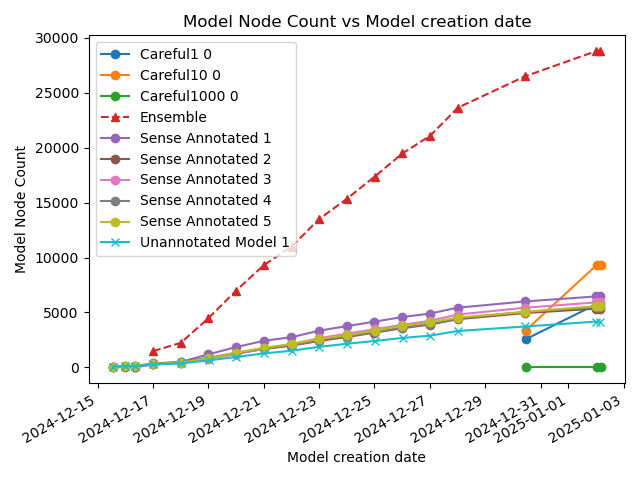 Model Node Count vs Model creation date
30000
25000
20000
15000
10000
5000
0
Model Node Count
Careful1 0
Careful10 0
Careful1000 0
Ensemble
Sense Annotated 1
Sense Annotated 2
Sense Annotated 3
Sense Annotated 4
Sense Annotated 5
Unannotated Model 1
2024-12-15
2024-12-17
2024-12-19
2024-12-21
2024-12-23
2024-12-25
2024-12-27
2024-12-29
2024-12-31
2025-01-01
2025-01-03
Model creation date